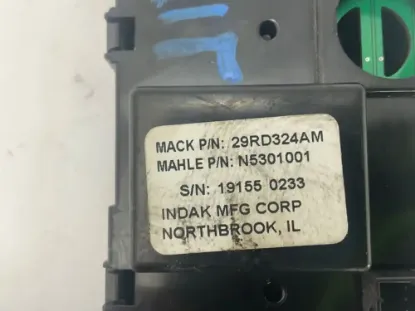 MACK P/N: 29RD324AM
MAHLE P/N: N5301001
S/N: 19155 0233
INDAK MFG CORP
NORTHBROOK, IL